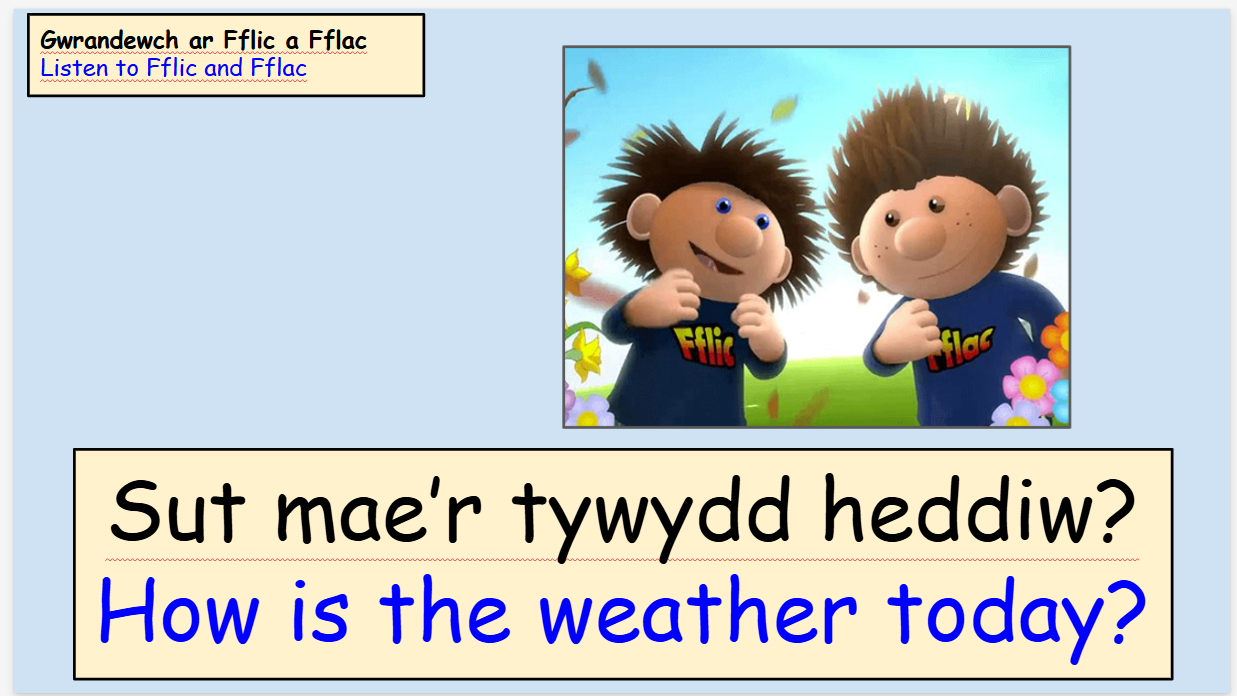 Gwrandewch ar Fflic a Fflac
Listen to Fflic and Fflac
Fflic
Fflac
Sut mae'r tywydd heddiw?
How is the weather today?